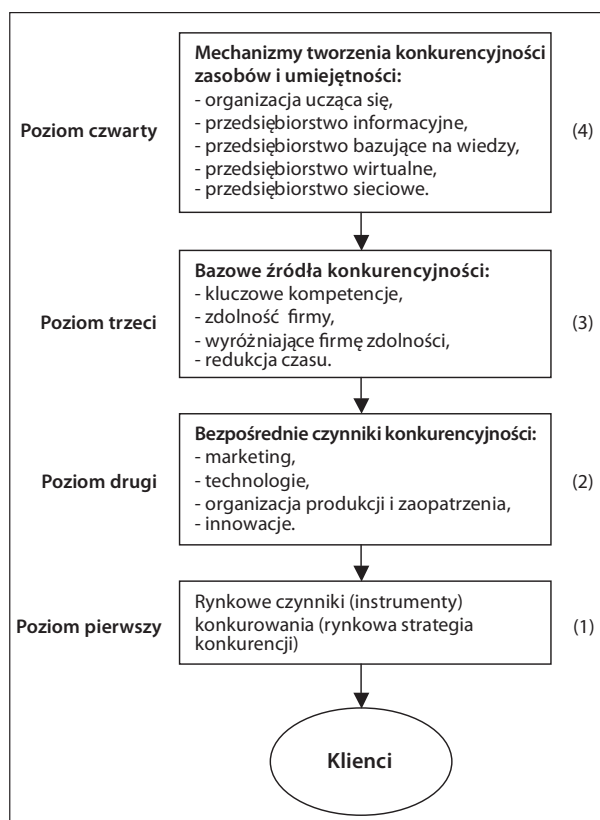 Mechanizmy tworzenia konkurencyjności
zasobów i umiejętności:
- organizacja ucząca się,
- przedsiębiorstwo informacyjne,
- przedsiębiorstwo bazujące na wiedzy,
- przedsiębiorstwo wirtualne,
- przedsiębiorstwo sieciowe.
Poziom czwarty
(4)
Bazowe źródła konkurencyjności:
- kluczowe kompetencje,
- zdolność firmy,
- wyróżniające firmę zdolności,
- redukcja czasu.
Poziom trzeci
(3)
Bezpośrednie czynniki konkurencyjności:
- marketing,
- technologie,
- organizacja produkcji i zaopatrzenia,
- innowacje.
Poziom drugi
(2)
Rynkowe czynniki (instrumenty)
konkurowania (rynkowa strategia
konkurencji)
Poziom pierwszy
(1)
Klienci